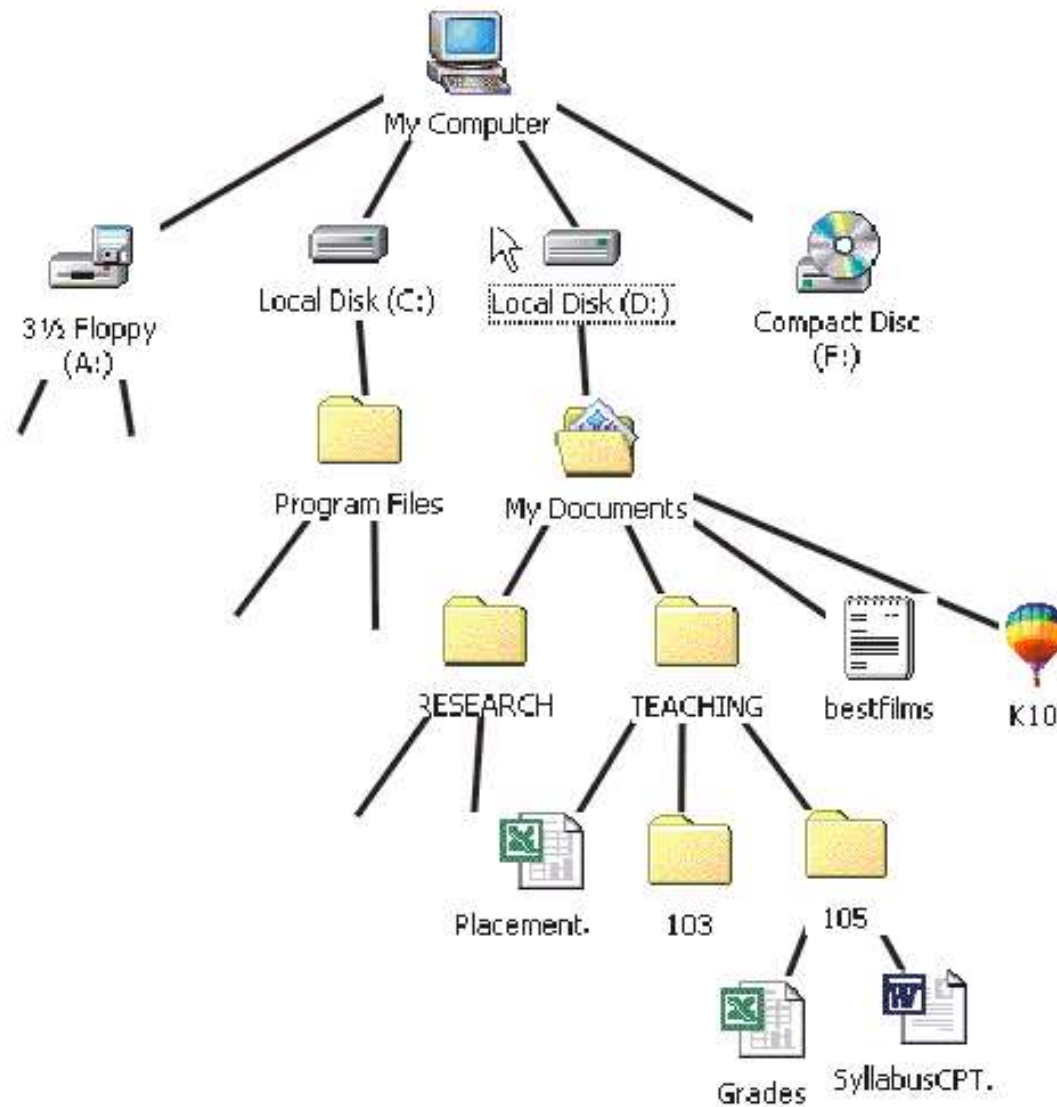 My Computer
Local Disk (C:)
Local Disk (D:)
3½ Floppy
(A:)
Compact Disc
(F:)
Program Files
My Documents
RESEARCH
TEACHING
bestfilms
K10
Placement.
103
105
Grades
SyllabusCPT.